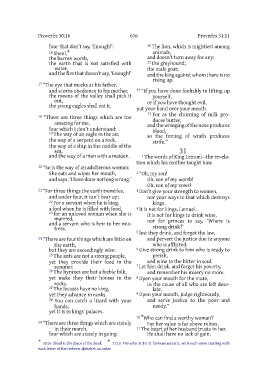 Proverbs 30:16
676
Proverbs 31:11
four that don't say, 'Enough!':
16 Sheol,*
the barren womb,
the earth that is not satisfied with
water,
and the fire that doesn't say, 'Enough!'
17 "The eye that mocks at his father,
and scorns obedience to his mother,
the ravens of the valley shall pick it
out,
the young eagles shall eat it.
18 "There are three things which are too
amazing for me,
four which I don't understand:
19 The way of an eagle in the air,
the way of a serpent on a rock,
the way of a ship in the middle of the
sea,
and the way of a man with a maiden.
20 "So is the way of an adulterous woman:
She eats and wipes her mouth,
and says, 'I have done nothing wrong.'
21 "For three things the earth trembles,
and under four, it can't bear up:
22 For a servant when he is king,
a fool when he is filled with food,
23 for an unloved woman when she is
married,
and a servant who is heir to her mis-
tress.
24 "There are four things which are little on
the earth,
but they are exceedingly wise:
25 The ants are not a strong people,
yet they provide their food in the
summer.
26 The hyraxes are but a feeble folk,
yet make they their houses in the
rocks.
27 The locusts have no king,
yet they advance in ranks.
28 You can catch a lizard with your
hands,
yet it is in kings' palaces.
29 "There are three things which are stately
in their march,
four which are stately in going:
30 The lion, which is mightiest among
animals,
and doesn't turn away for any;
31 the greyhound;
the male goat;
and the king against whom there is no
rising up.
32 "If you have done foolishly in lifting up
yourself,
or if you have thought evil,
put your hand over your mouth.
33 For as the churning of milk pro-
duces butter,
and the wringing of the nose produces
blood,
so the forcing of wrath produces
strife."
31
1 The words of King Lemuel—the revela-
tion which his mother taught him:
2 "Oh, my son!
Oh, son of my womb!
Oh, son of my vows!
3 Don't give your strength to women,
nor your ways to that which destroys
kings.
4 It is not for kings, Lemuel,
it is not for kings to drink wine,
nor for princes to say, 'Where is
strong drink?'
5 lest they drink, and forget the law,
and pervert the justice due to anyone
who is afflicted.
6 Give strong drink to him who is ready to
perish,
and wine to the bitter in soul.
7 Let him drink, and forget his poverty,
and remember his misery no more.
8 Open your mouth for the mute,
in the cause of all who are left deso-
late.
9 Open your mouth, judge righteously,
and serve justice to the poor and
needy."
10 *Who can find a worthy woman?
For her value is far above rubies.
11 The heart of her husband trusts in her.
He shall have no lack of gain.
* 30:16 Sheol is the place of the dead. * 31:10 Proverbs 31:10-31 form an acrostic, with each verse starting with
each letter of the Hebrew alphabet, in order.